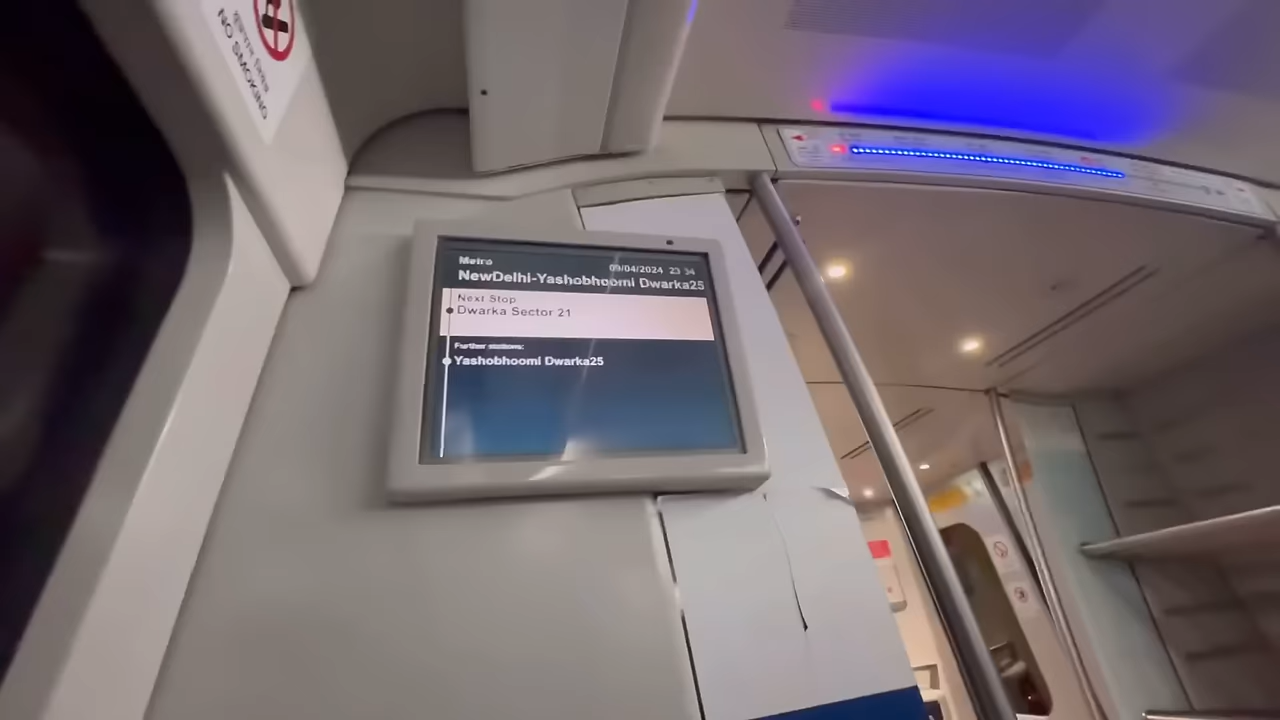 NO SMOKING
Metro
09/04/2024 23 34
NewDelhi-Yashobhoomi Dwarka25
Next Stop
Dwarka Sector 21
Further stations:
Yashobhoomi Dwarka25